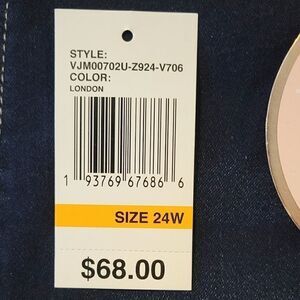 STYLE:
VJM00702U-Z924-V706
COLOR:
LONDON
1 93769 67686 6
SIZE 24W
$68.00